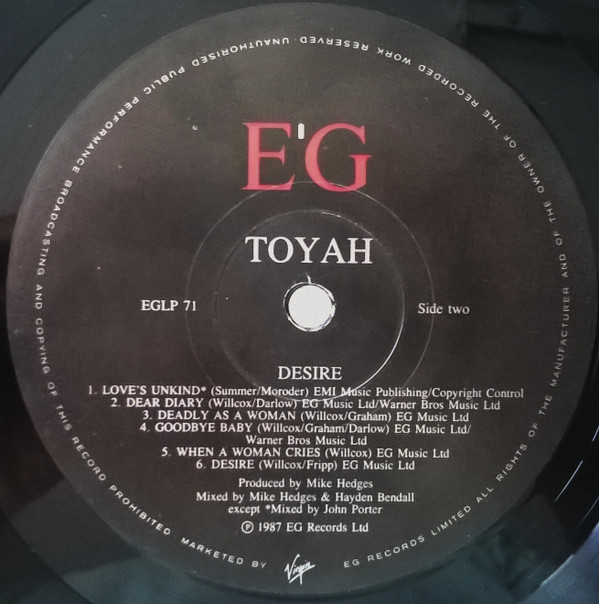 E'G
TOYAH
EGLP 71
Side two
DESIRE
1. LOVE'S UNKIND* (Summer/Moroder) EMI Music Publishing/Copyright Control
2. DEAR DIARY (Willcox/Darlow) EG Music Ltd/Warner Bros Music Ltd
3. DEADLY AS A WOMAN (Willcox/Graham) EG Music Ltd
4. GOODBYE BABY (Willcox/Graham/Darlow) EG Music Ltd/
Warner Bros Music Ltd
5. WHEN A WOMAN CRIES (Willcox) EG Music Ltd
6. DESIRE (Willcox/Fripp) EG Music Ltd
Produced by Mike Hedges
Mixed by Mike Hedges & Hayden Bendall
except *Mixed by John Porter
℗ 1987 EG Records Ltd
EG RECORDS LIMITED ALL RIGHTS OF THE MANUFACTURER AND OF THE OWNER OF THE RECORDED WORK RESERVED UNAUTHORISED PUBLIC PERFORMANCE BROADCASTING AND COPYING OF THIS RECORD PROHIBITED MARKETED BY
Virgin